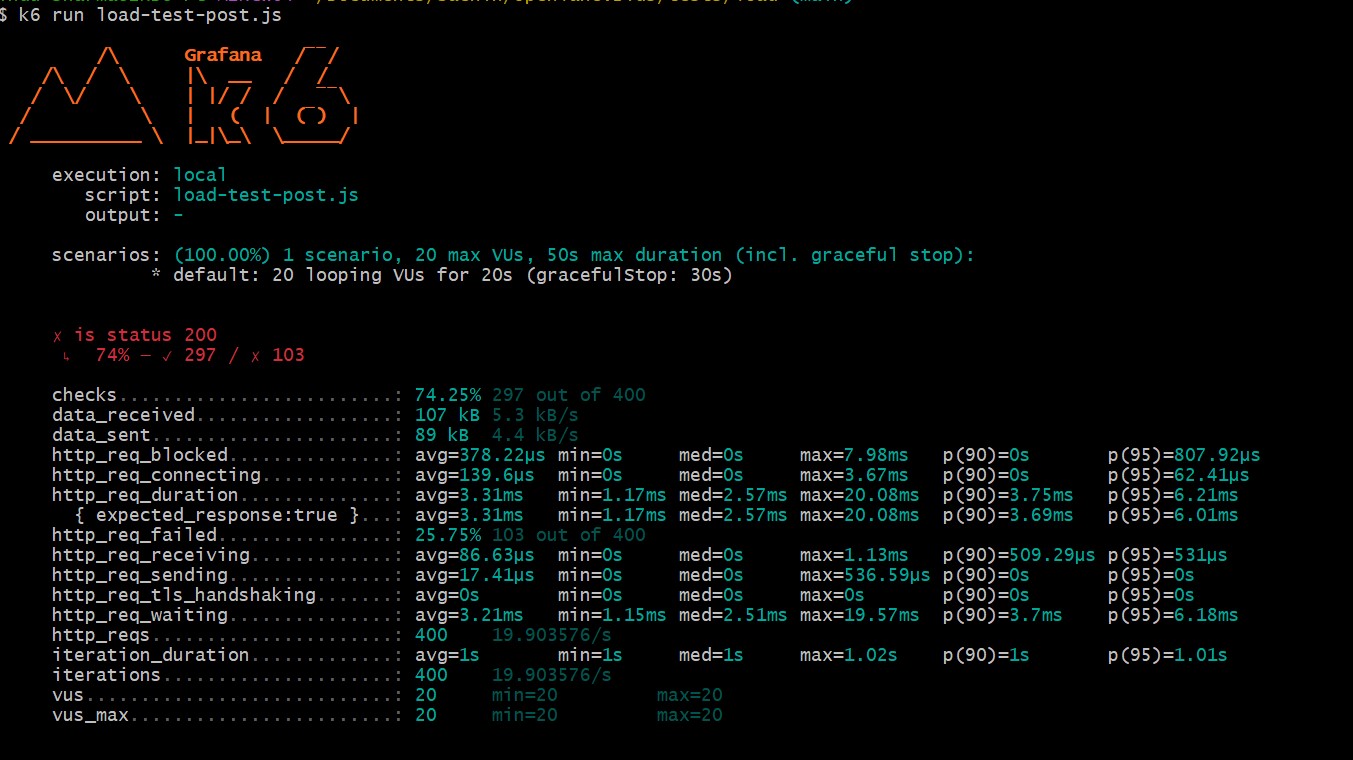 $ k6 run load-test-post.js
Grafana
k6
execution: local
script: load-test-post.js
output: -
scenarios: (100.00%) 1 scenario, 20 max VUs, 50s max duration (incl. graceful stop):
* default: 20 looping VUs for 20s (gracefulStop: 30s)
✗ is status 200
↳ 74% — ✓ 297 / ✗ 103
checks.........................: 74.25% 297 out of 400
data_received..................: 107 kB 5.3 kB/s
data_sent......................: 89 kB 4.4 kB/s
http_req_blocked...............: avg=378.22µs min=0s med=0s max=7.98ms p(90)=0s p(95)=807.92µs
http_req_connecting............: avg=139.6µs min=0s med=0s max=3.67ms p(90)=0s p(95)=62.41µs
http_req_duration..............: avg=3.31ms min=1.17ms med=2.57ms max=20.08ms p(90)=3.75ms p(95)=6.21ms
{ expected_response:true }...: avg=3.31ms min=1.17ms med=2.57ms max=20.08ms p(90)=3.69ms p(95)=6.01ms
http_req_failed................: 25.75% 103 out of 400
http_req_receiving.............: avg=86.63µs min=0s med=0s max=1.13ms p(90)=509.29µs p(95)=531µs
http_req_sending...............: avg=17.41µs min=0s med=0s max=536.59µs p(90)=0s p(95)=0s
http_req_tls_handshaking.......: avg=0s min=0s med=0s max=0s p(90)=0s p(95)=0s
http_req_waiting...............: avg=3.21ms min=1.15ms med=2.51ms max=19.57ms p(90)=3.7ms p(95)=6.18ms
http_reqs......................: 400 19.903576/s
iteration_duration.............: avg=1s min=1s med=1s max=1.02s p(90)=1s p(95)=1.01s
iterations.....................: 400 19.903576/s
vus............................: 20 min=20 max=20
vus_max........................: 20 min=20 max=20